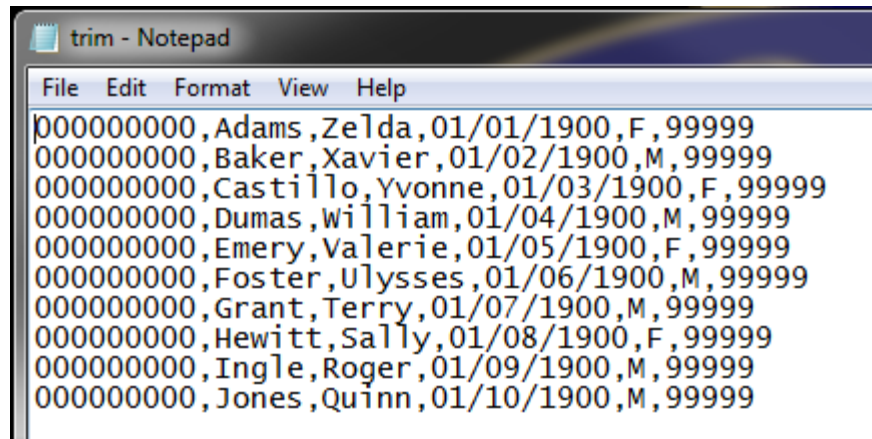 trim - Notepad
File Edit Format View Help
000000000,Adams,Zelda,01/01/1900,F,99999
000000000,Baker,Xavier,01/02/1900,M,99999
000000000,Castillo,Yvonne,01/03/1900,F,99999
000000000,Dumas,William,01/04/1900,M,99999
000000000,Emery,Valerie,01/05/1900,F,99999
000000000,Foster,Ulysses,01/06/1900,M,99999
000000000,Grant,Terry,01/07/1900,M,99999
000000000,Hewitt,Sally,01/08/1900,F,99999
000000000,Ingle,Roger,01/09/1900,M,99999
000000000,Jones,Quinn,01/10/1900,M,99999